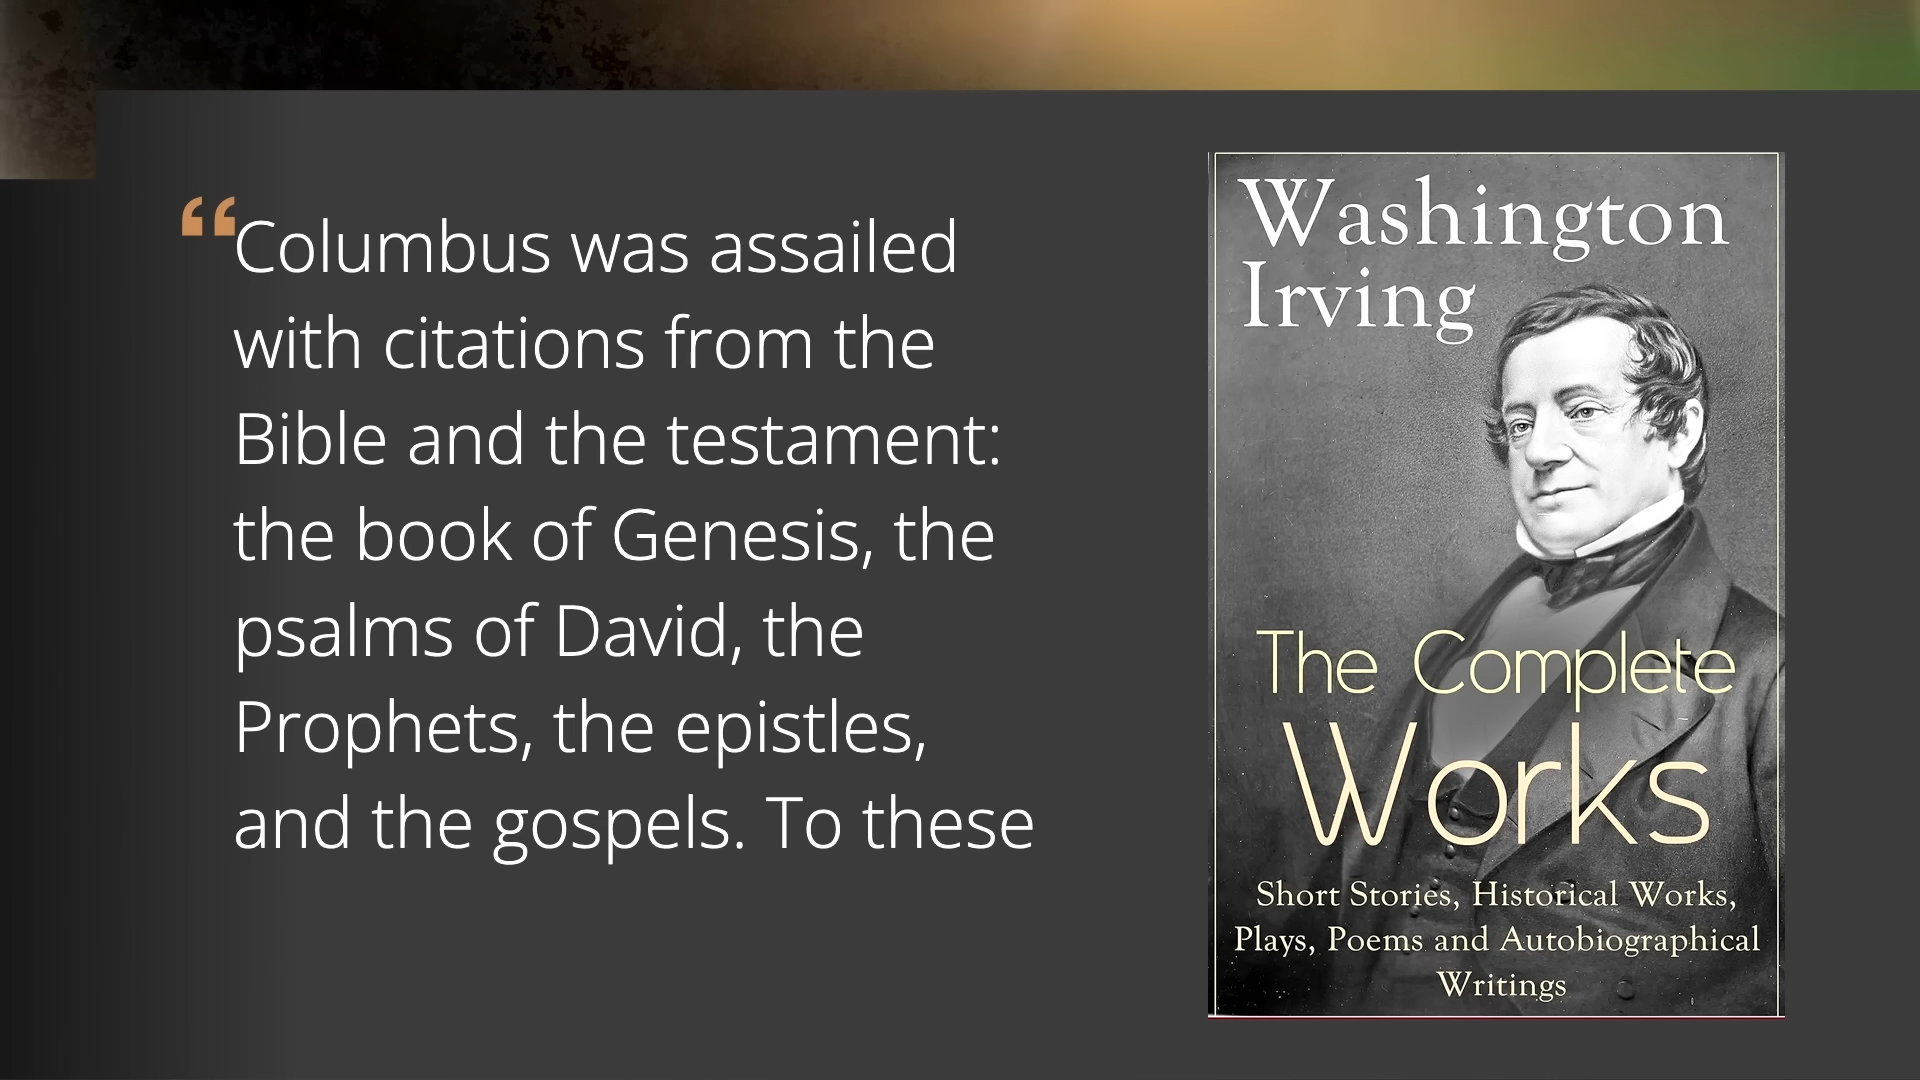 “Columbus was assailed
with citations from the
Bible and the testament:
the book of Genesis, the
psalms of David, the
Prophets, the epistles,
and the gospels. To these
Washington
Irving
The Complete
Works
Short Stories, Historical Works,
Plays, Poems and Autobiographical
Writings